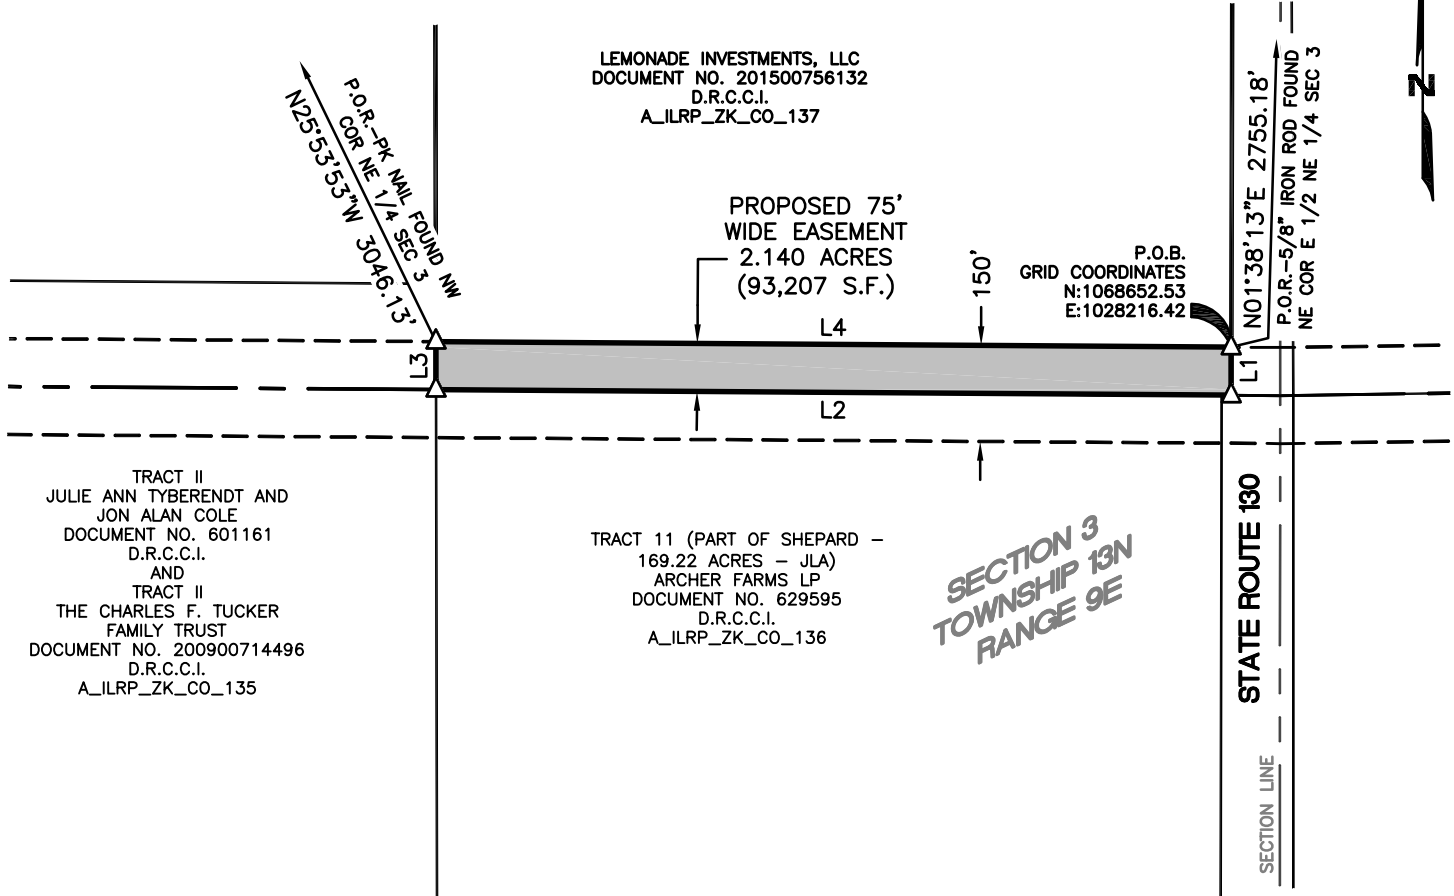 LEMONADE INVESTMENTS, LLC
DOCUMENT NO. 201500756132
D.R.C.C.I.
A_ILRP_ZK_CO_137
P.O.R.-PK NAIL FOUND NW
COR NE 1/4 SEC 3
N25°53'53"W 3046.13'
N01°38'13"E 2755.18'
P.O.R.-5/8" IRON ROD FOUND
NE COR E 1/2 NE 1/4 SEC 3
N
PROPOSED 75'
WIDE EASEMENT
2.140 ACRES
(93,207 S.F.)
150'
P.O.B.
GRID COORDINATES
N:1068652.53
E:1028216.42
L4
L3
L1
L2
TRACT II
JULIE ANN TYBERENDT AND
JON ALAN COLE
DOCUMENT NO. 601161
D.R.C.C.I.
AND
TRACT II
THE CHARLES F. TUCKER
FAMILY TRUST
DOCUMENT NO. 200900714496
D.R.C.C.I.
A_ILRP_ZK_CO_135
TRACT 11 (PART OF SHEPARD -
169.22 ACRES - JLA)
ARCHER FARMS LP
DOCUMENT NO. 629595
D.R.C.C.I.
A_ILRP_ZK_CO_136
SECTION 3
TOWNSHIP 13N
RANGE 9E
STATE ROUTE 130
SECTION LINE